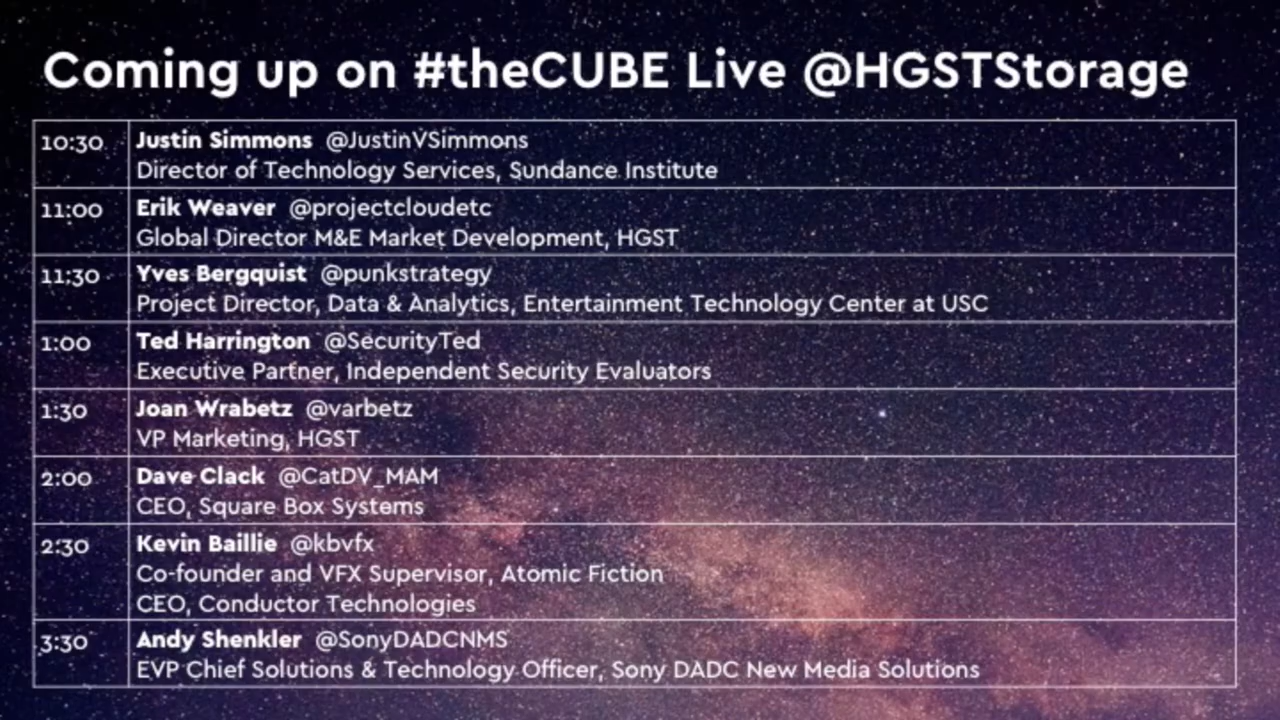 Coming up on #theCUBE Live @HGSTStorage
10:30
Justin Simmons @JustinVSimmons
Director of Technology Services, Sundance Institute
11:00
Erik Weaver @projectcloudetc
Global Director M&E Market Development, HGST
11:30
Yves Bergquist @punkstrategy
Project Director, Data & Analytics, Entertainment Technology Center at USC
1:00
Ted Harrington @SecurityTed
Executive Partner, Independent Security Evaluators
1:30
Joan Wrabetz @varbetz
VP Marketing, HGST
2:00
Dave Clack @CatDV_MAM
CEO, Square Box Systems
2:30
Kevin Baillie @kbvfx
Co-founder and VFX Supervisor, Atomic Fiction
CEO, Conductor Technologies
3:30
Andy Shenkler @SonyDADCNMS
EVP Chief Solutions & Technology Officer, Sony DADC New Media Solutions